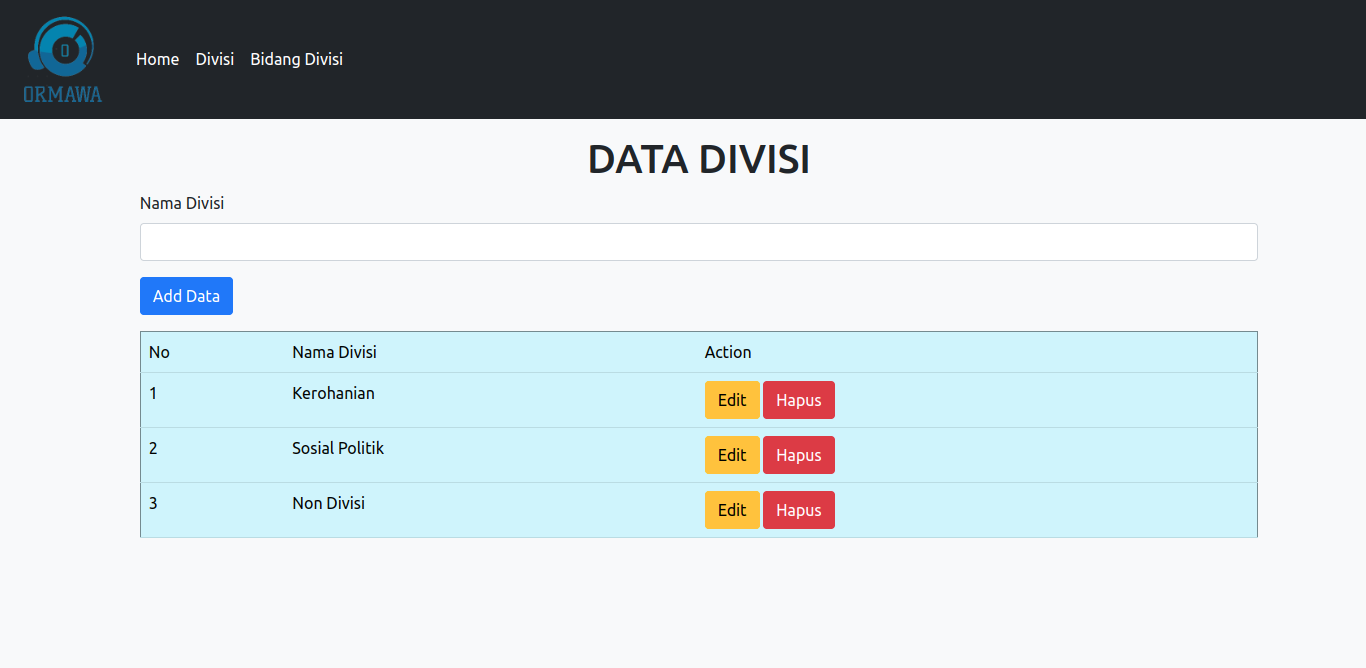 0
ORMAWA
Home Divisi Bidang Divisi
DATA DIVISI
Nama Divisi
Add Data
No Nama Divisi Action
1 Kerohanian Edit Hapus
2 Sosial Politik Edit Hapus
3 Non Divisi Edit Hapus